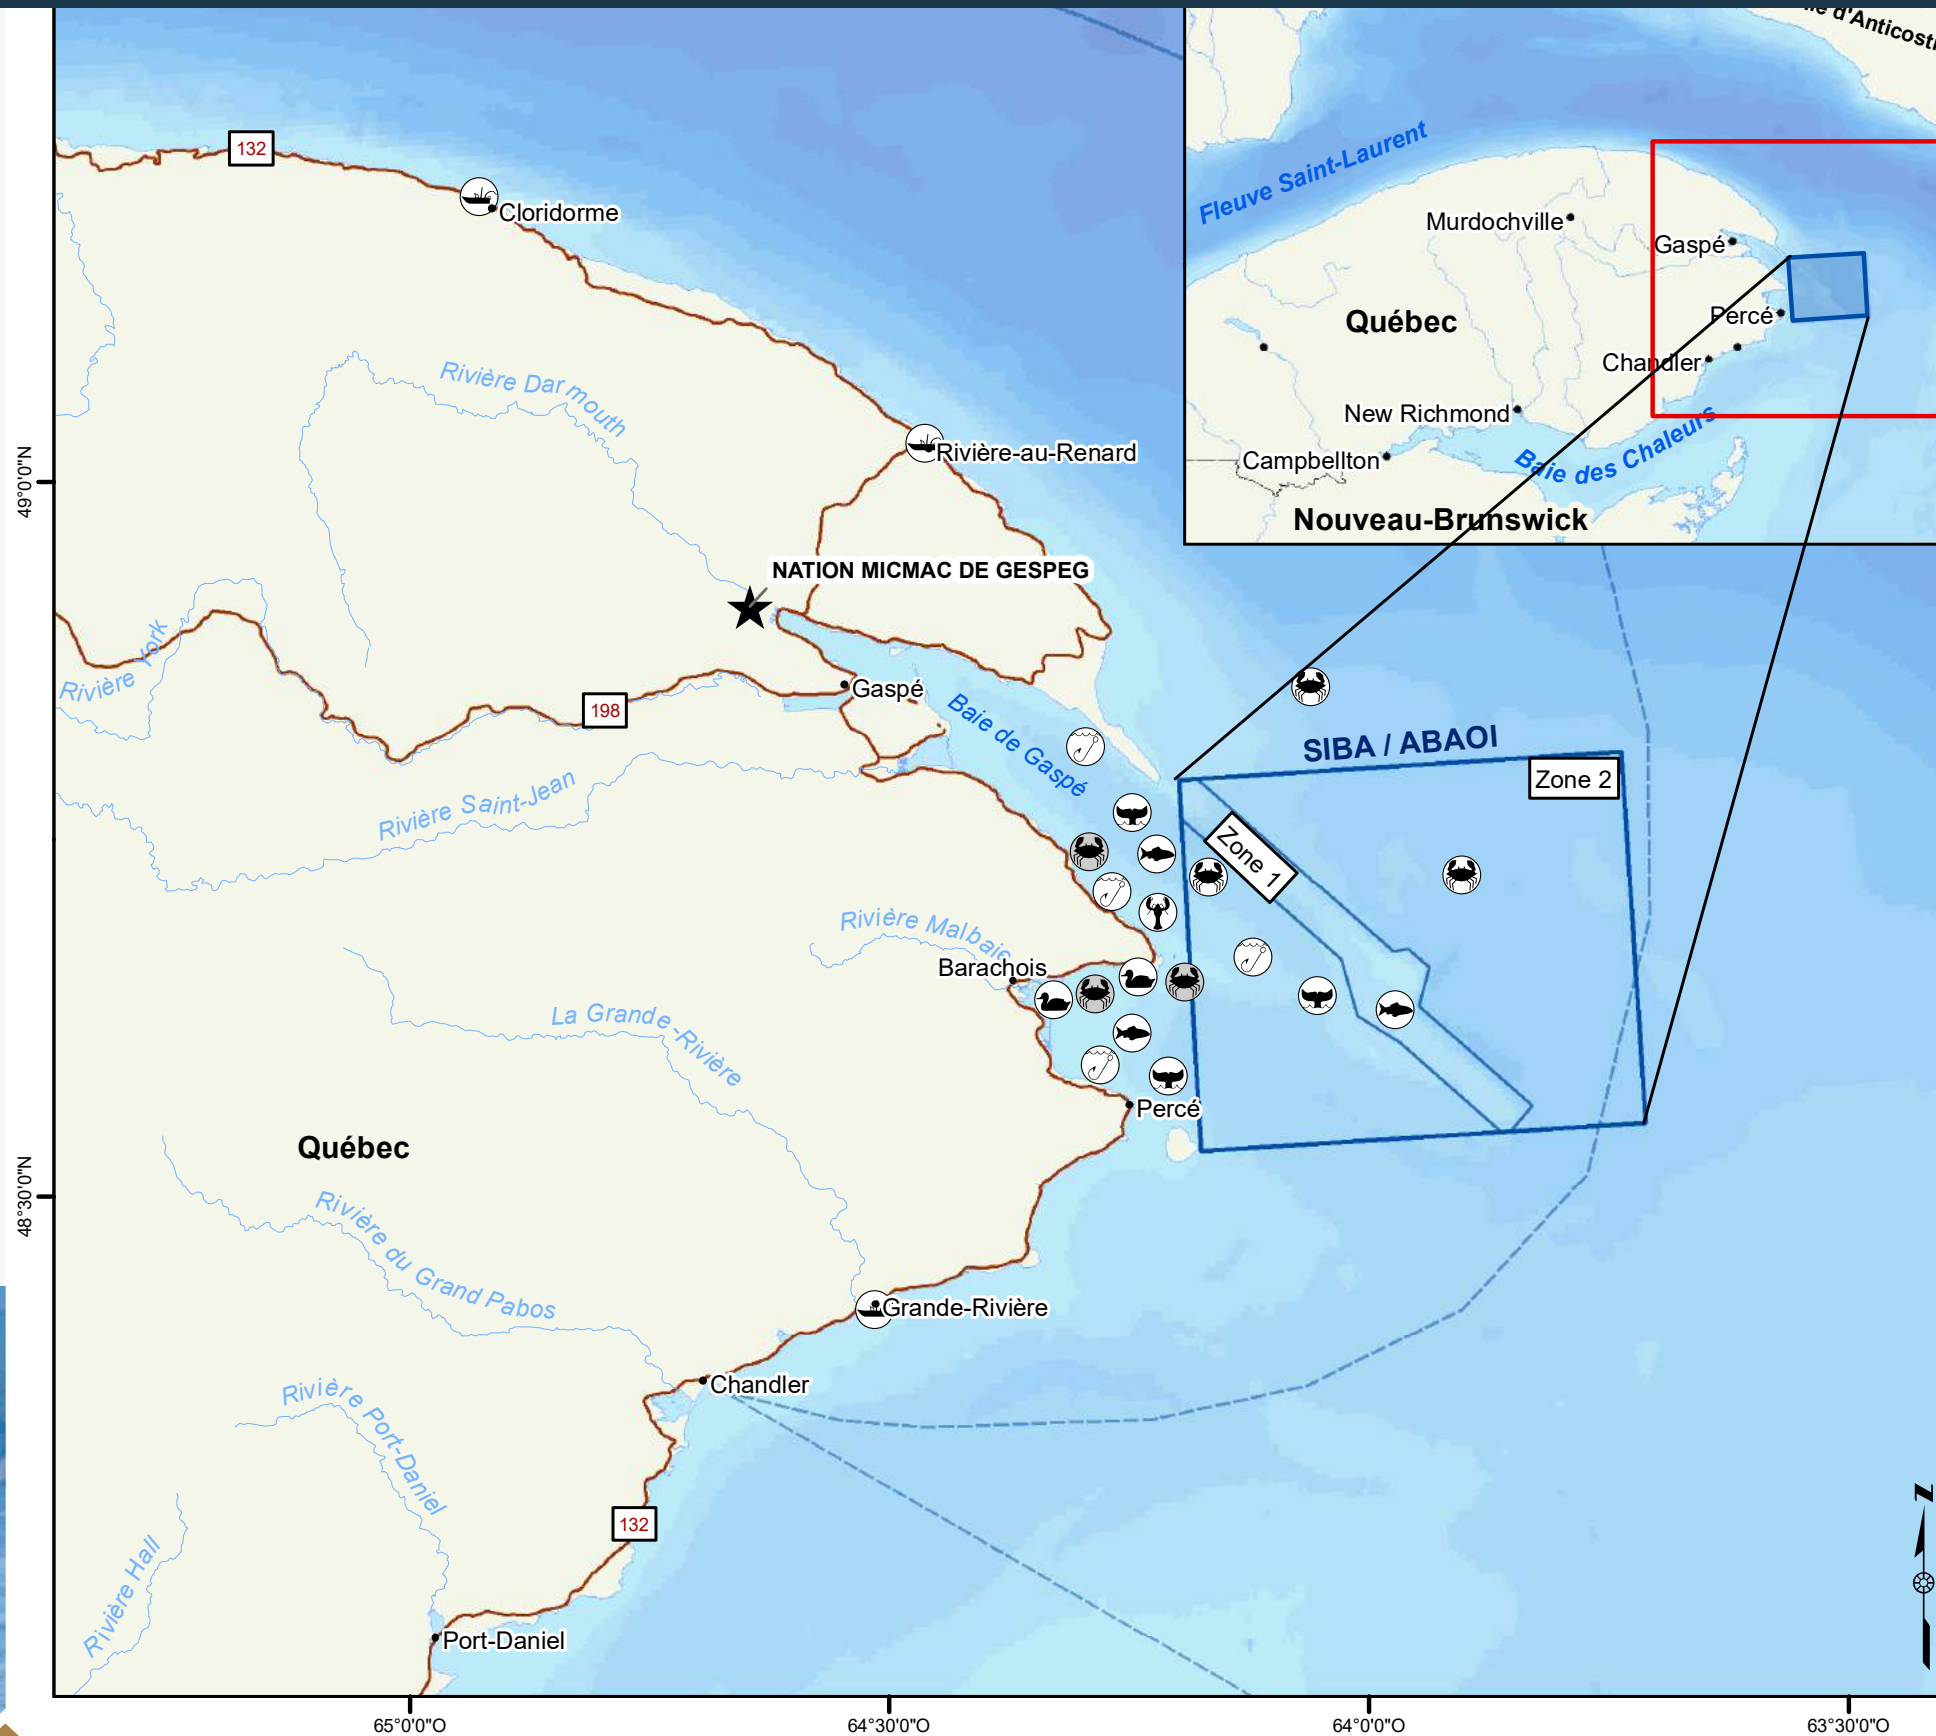 Île d'Anticosti
Fleuve Saint-Laurent
Murdochville
Gaspé
Québec
Percé
Chandler
New Richmond
Baie des Chaleurs
Campbellton
Nouveau-Brunswick
132
Cloridorme
Rivière Darmouth
Rivière-au-Renard
49°0'0"N
NATION MICMAC DE GESPEG
Rivière York
198
Gaspé
Baie de Gaspé
SIBA / ABAOI
Zone 2
Zone 1
Rivière Saint-Jean
Rivière Malbaie
Barachois
La Grande-Rivière
Percé
Québec
48°30'0"N
Rivière du Grand Pabos
Grande-Rivière
Chandler
Rivière Port-Daniel
132
Rivière Hall
Port-Daniel
N
65°0'0"O
64°30'0"O
64°0'0"O
63°30'0"O